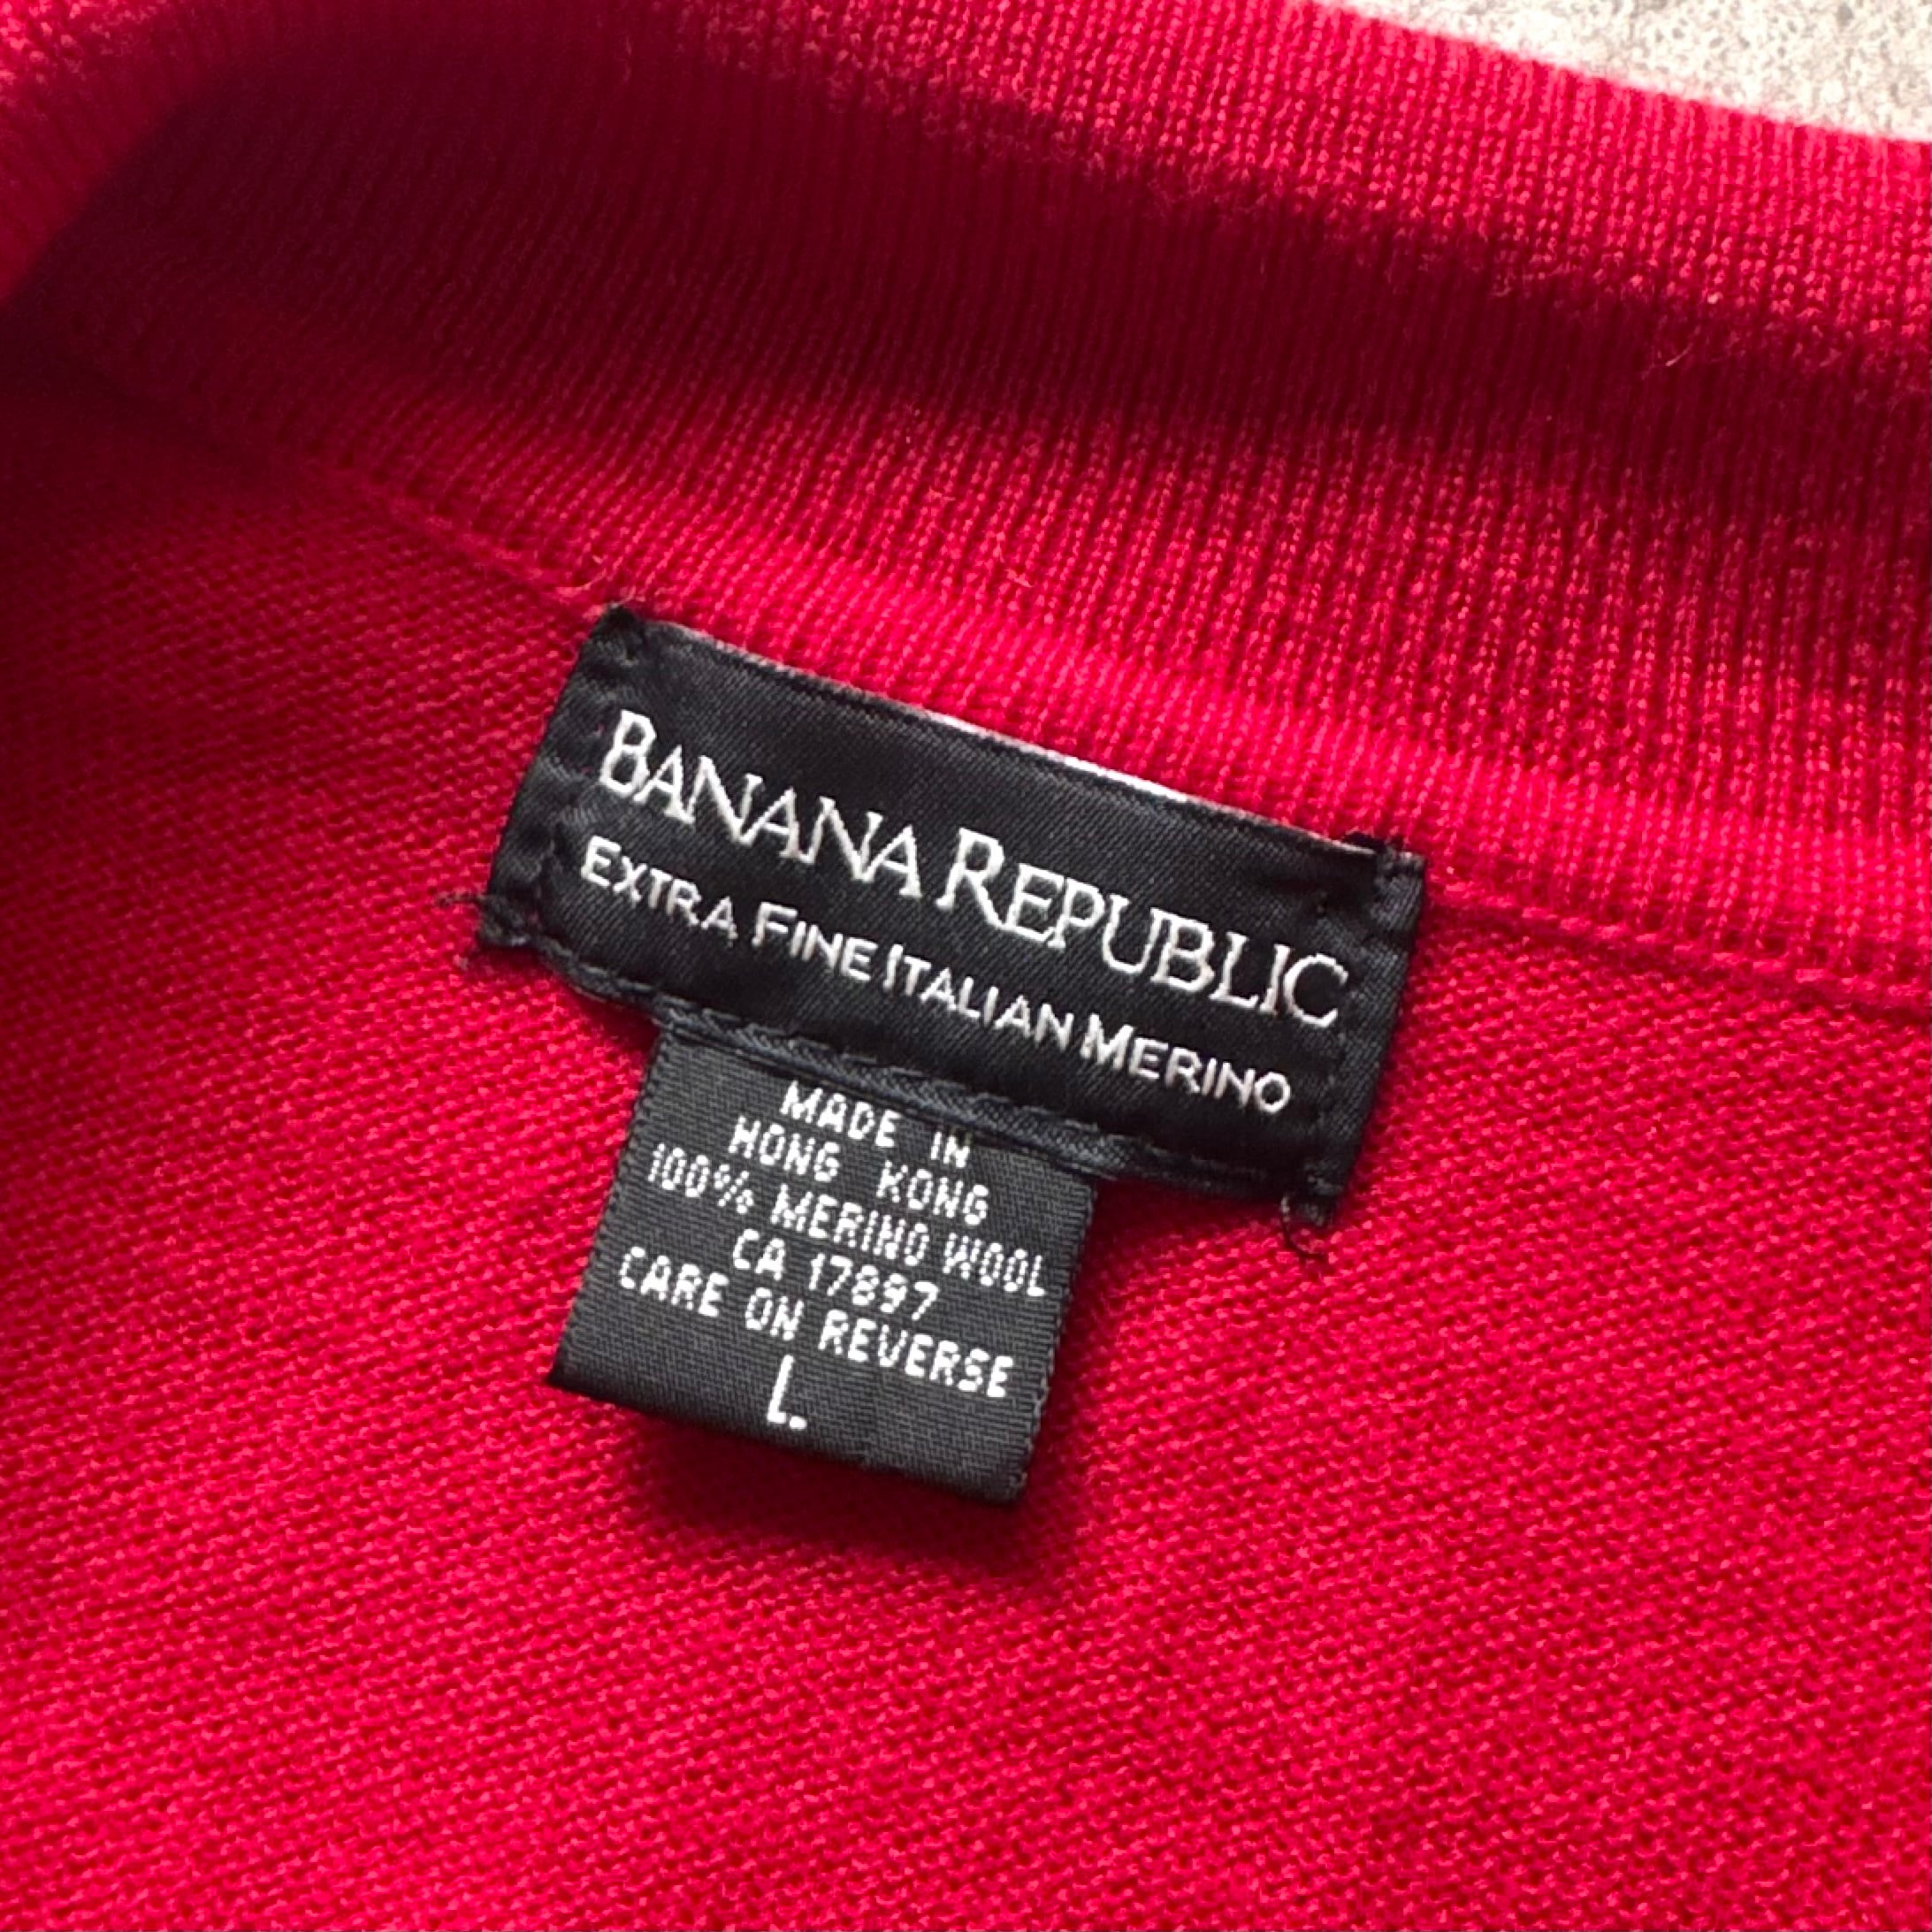 BANANA REPUBLIC
EXTRA FINE ITALIAN MERINO
MADE IN
HONG KONG
100% MERINO WOOL
CA 17897
CARE ON REVERSE
L